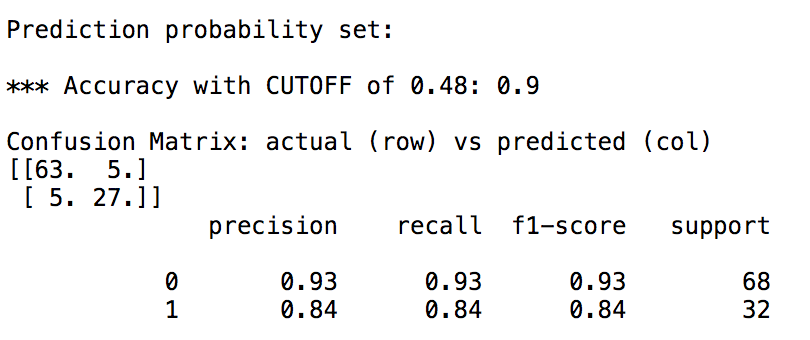 Prediction probability set:
*** Accuracy with CUTOFF of 0.48: 0.9
Confusion Matrix: actual (row) vs predicted (col)
[[63.  5.]
 [ 5. 27.]]
              precision    recall  f1-score   support
           0       0.93      0.93      0.93        68
           1       0.84      0.84      0.84        32